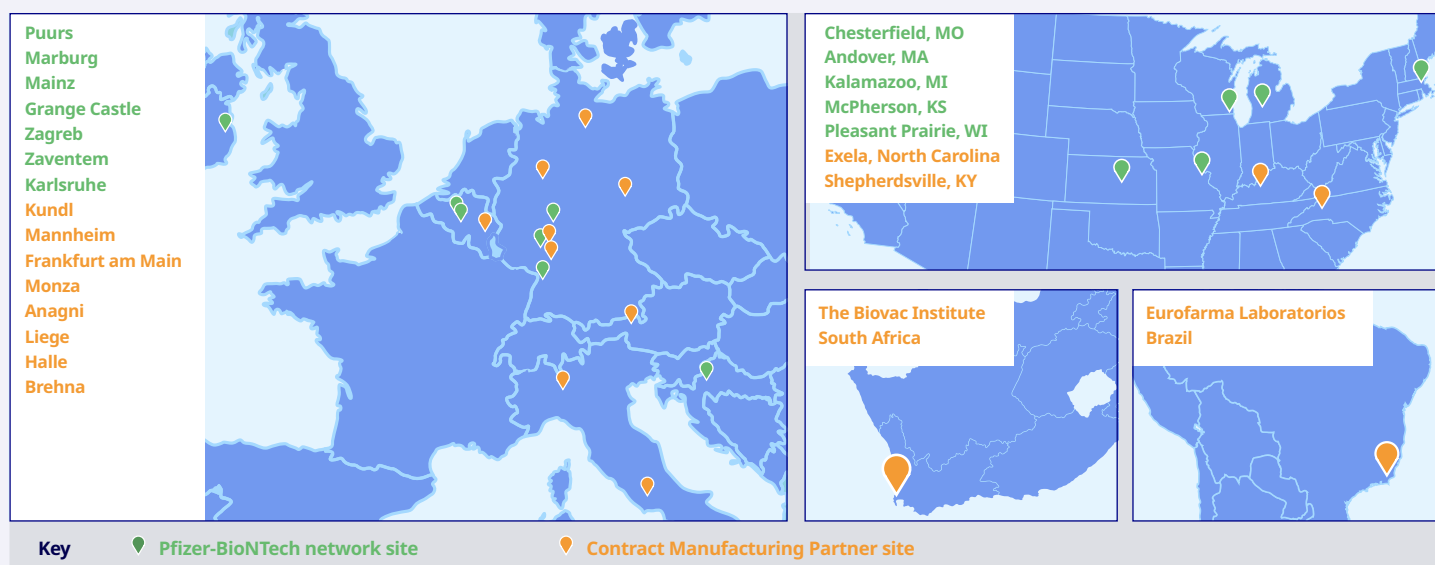 Puurs
Marburg
Mainz
Grange Castle
Zagreb
Zaventem
Karlsruhe
Kundl
Mannheim
Frankfurt am Main
Monza
Anagni
Liege
Halle
Brehna
Chesterfield, MO
Andover, MA
Kalamazoo, MI
McPherson, KS
Pleasant Prairie, WI
Exela, North Carolina
Shepherdsville, KY
The Biovac Institute
South Africa
Eurofarma Laboratorios
Brazil
Key
Pfizer-BioNTech network site
Contract Manufacturing Partner site